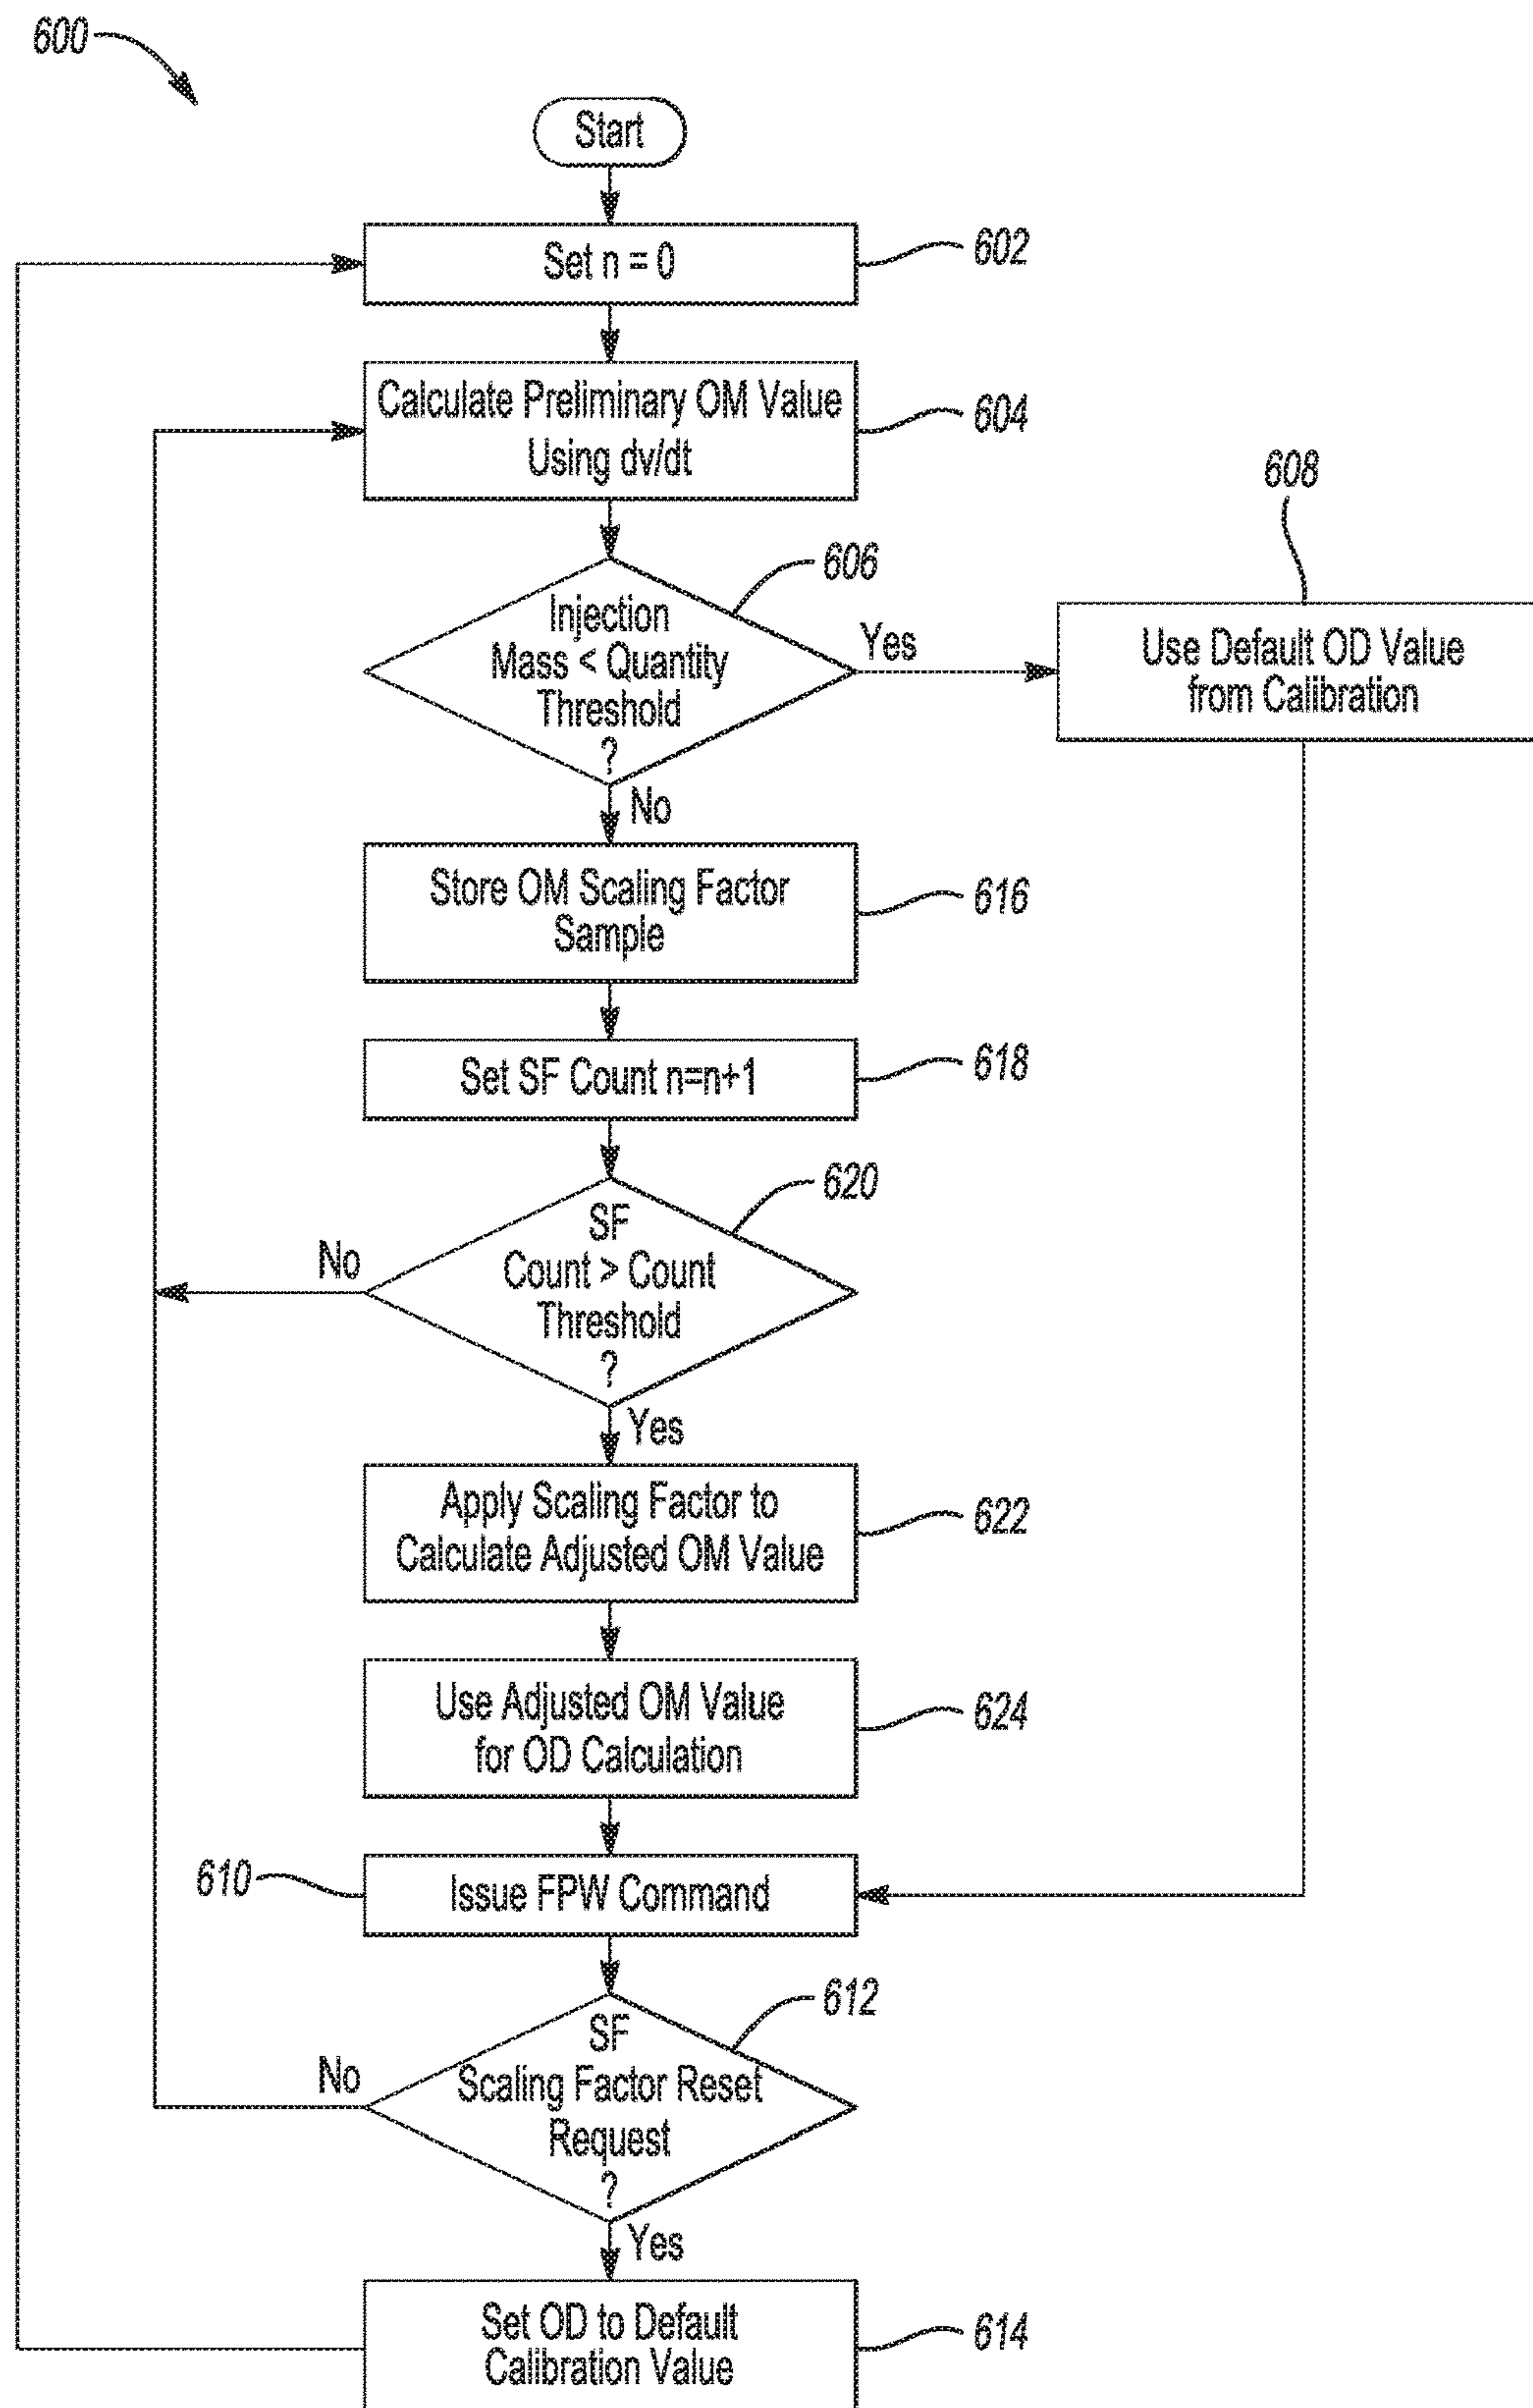 600
Start
Set n = 0
602
Calculate Preliminary OM Value
Using dv/dt
604
608
606
Injection
Mass < Quantity
Threshold
?
Yes
Use Default OD Value
from Calibration
No
Store OM Scaling Factor
Sample
616
Set SF Count n=n+1
618
620
SF
Count > Count
Threshold
?
No
Yes
Apply Scaling Factor to
Calculate Adjusted OM Value
622
Use Adjusted OM Value
for OD Calculation
624
610
Issue FPW Command
612
SF
Scaling Factor Reset
Request
?
No
Yes
Set OD to Default
Calibration Value
614